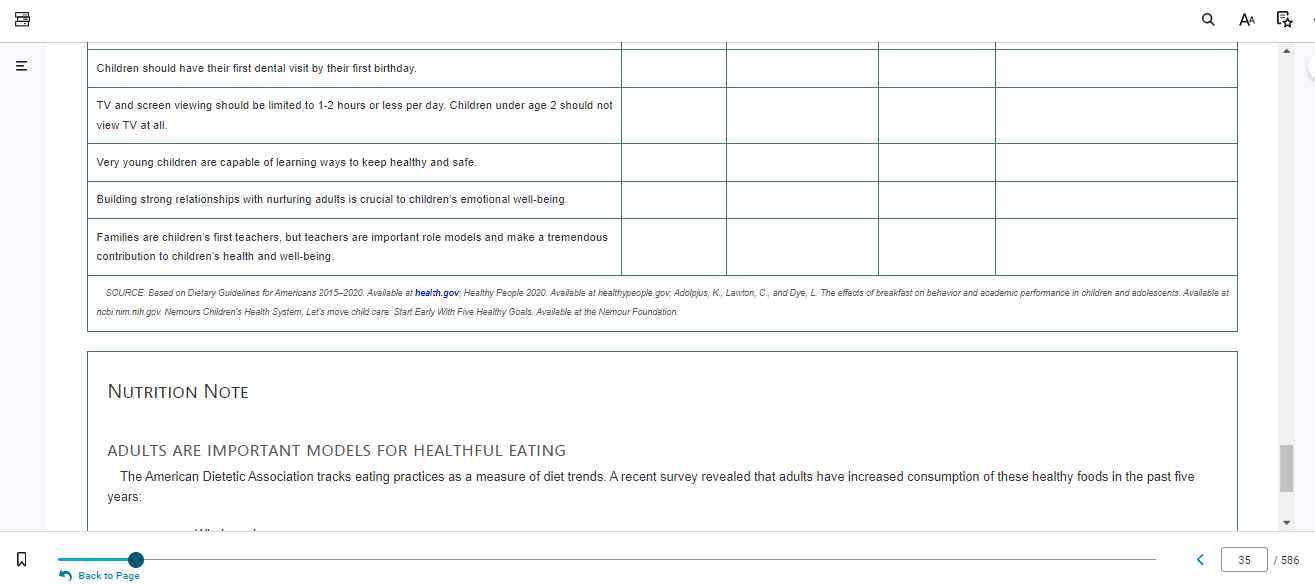 AA
Children should have their first dental visit by their first birthday.
TV and screen viewing should be limited to 1-2 hours or less per day. Children under age 2 should not
view TV at all.
Very young children are capable of learning ways to keep healthy and safe.
Building strong relationships with nurturing adults is crucial to children's emotional well-being.
Families are children's first teachers, but teachers are important role models and make a tremendous
contribution to children's health and well-being.
SOURCE: Based on Dietary Guidelines for Americans 2015–2020. Available at health.gov; Healthy People 2020. Available at healthypeople.gov; Adolpjus, K., Lawton, C., and Dye, L. The effects of breakfast on behavior and academic performance in children and adolescents. Available at
ncbi.nim.nih.gov. Nemours Children's Health System, Let's move child care: Start Early With Five Healthy Goals. Available at the Nemour Foundation.
NUTRITION NOTE
ADULTS ARE IMPORTANT MODELS FOR HEALTHFUL EATING
The American Dietetic Association tracks eating practices as a measure of diet trends. A recent survey revealed that adults have increased consumption of these healthy foods in the past five
years:
35 / 586
Back to Page